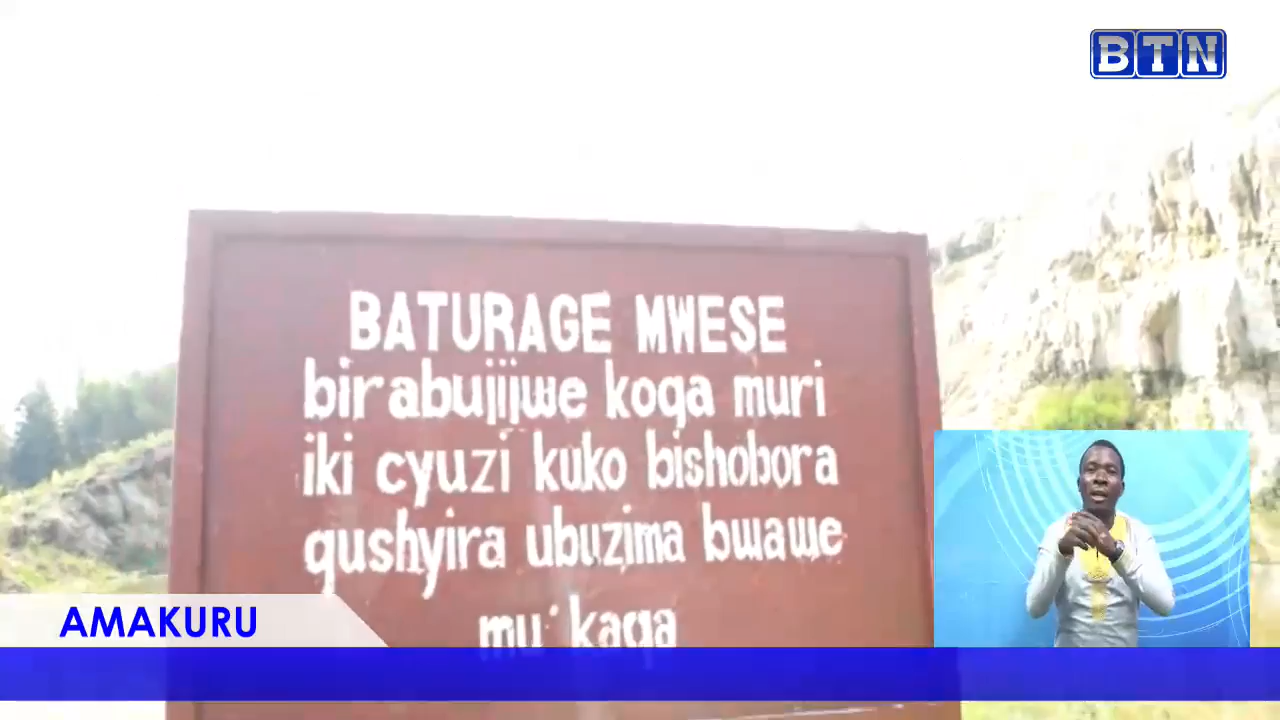 BTN
BATURAGE MWESE
birabujijwe koga muri
iki cyuzi kuko bishobora
gushyira ubuzima bwawe
mu kaga
AMAKURU